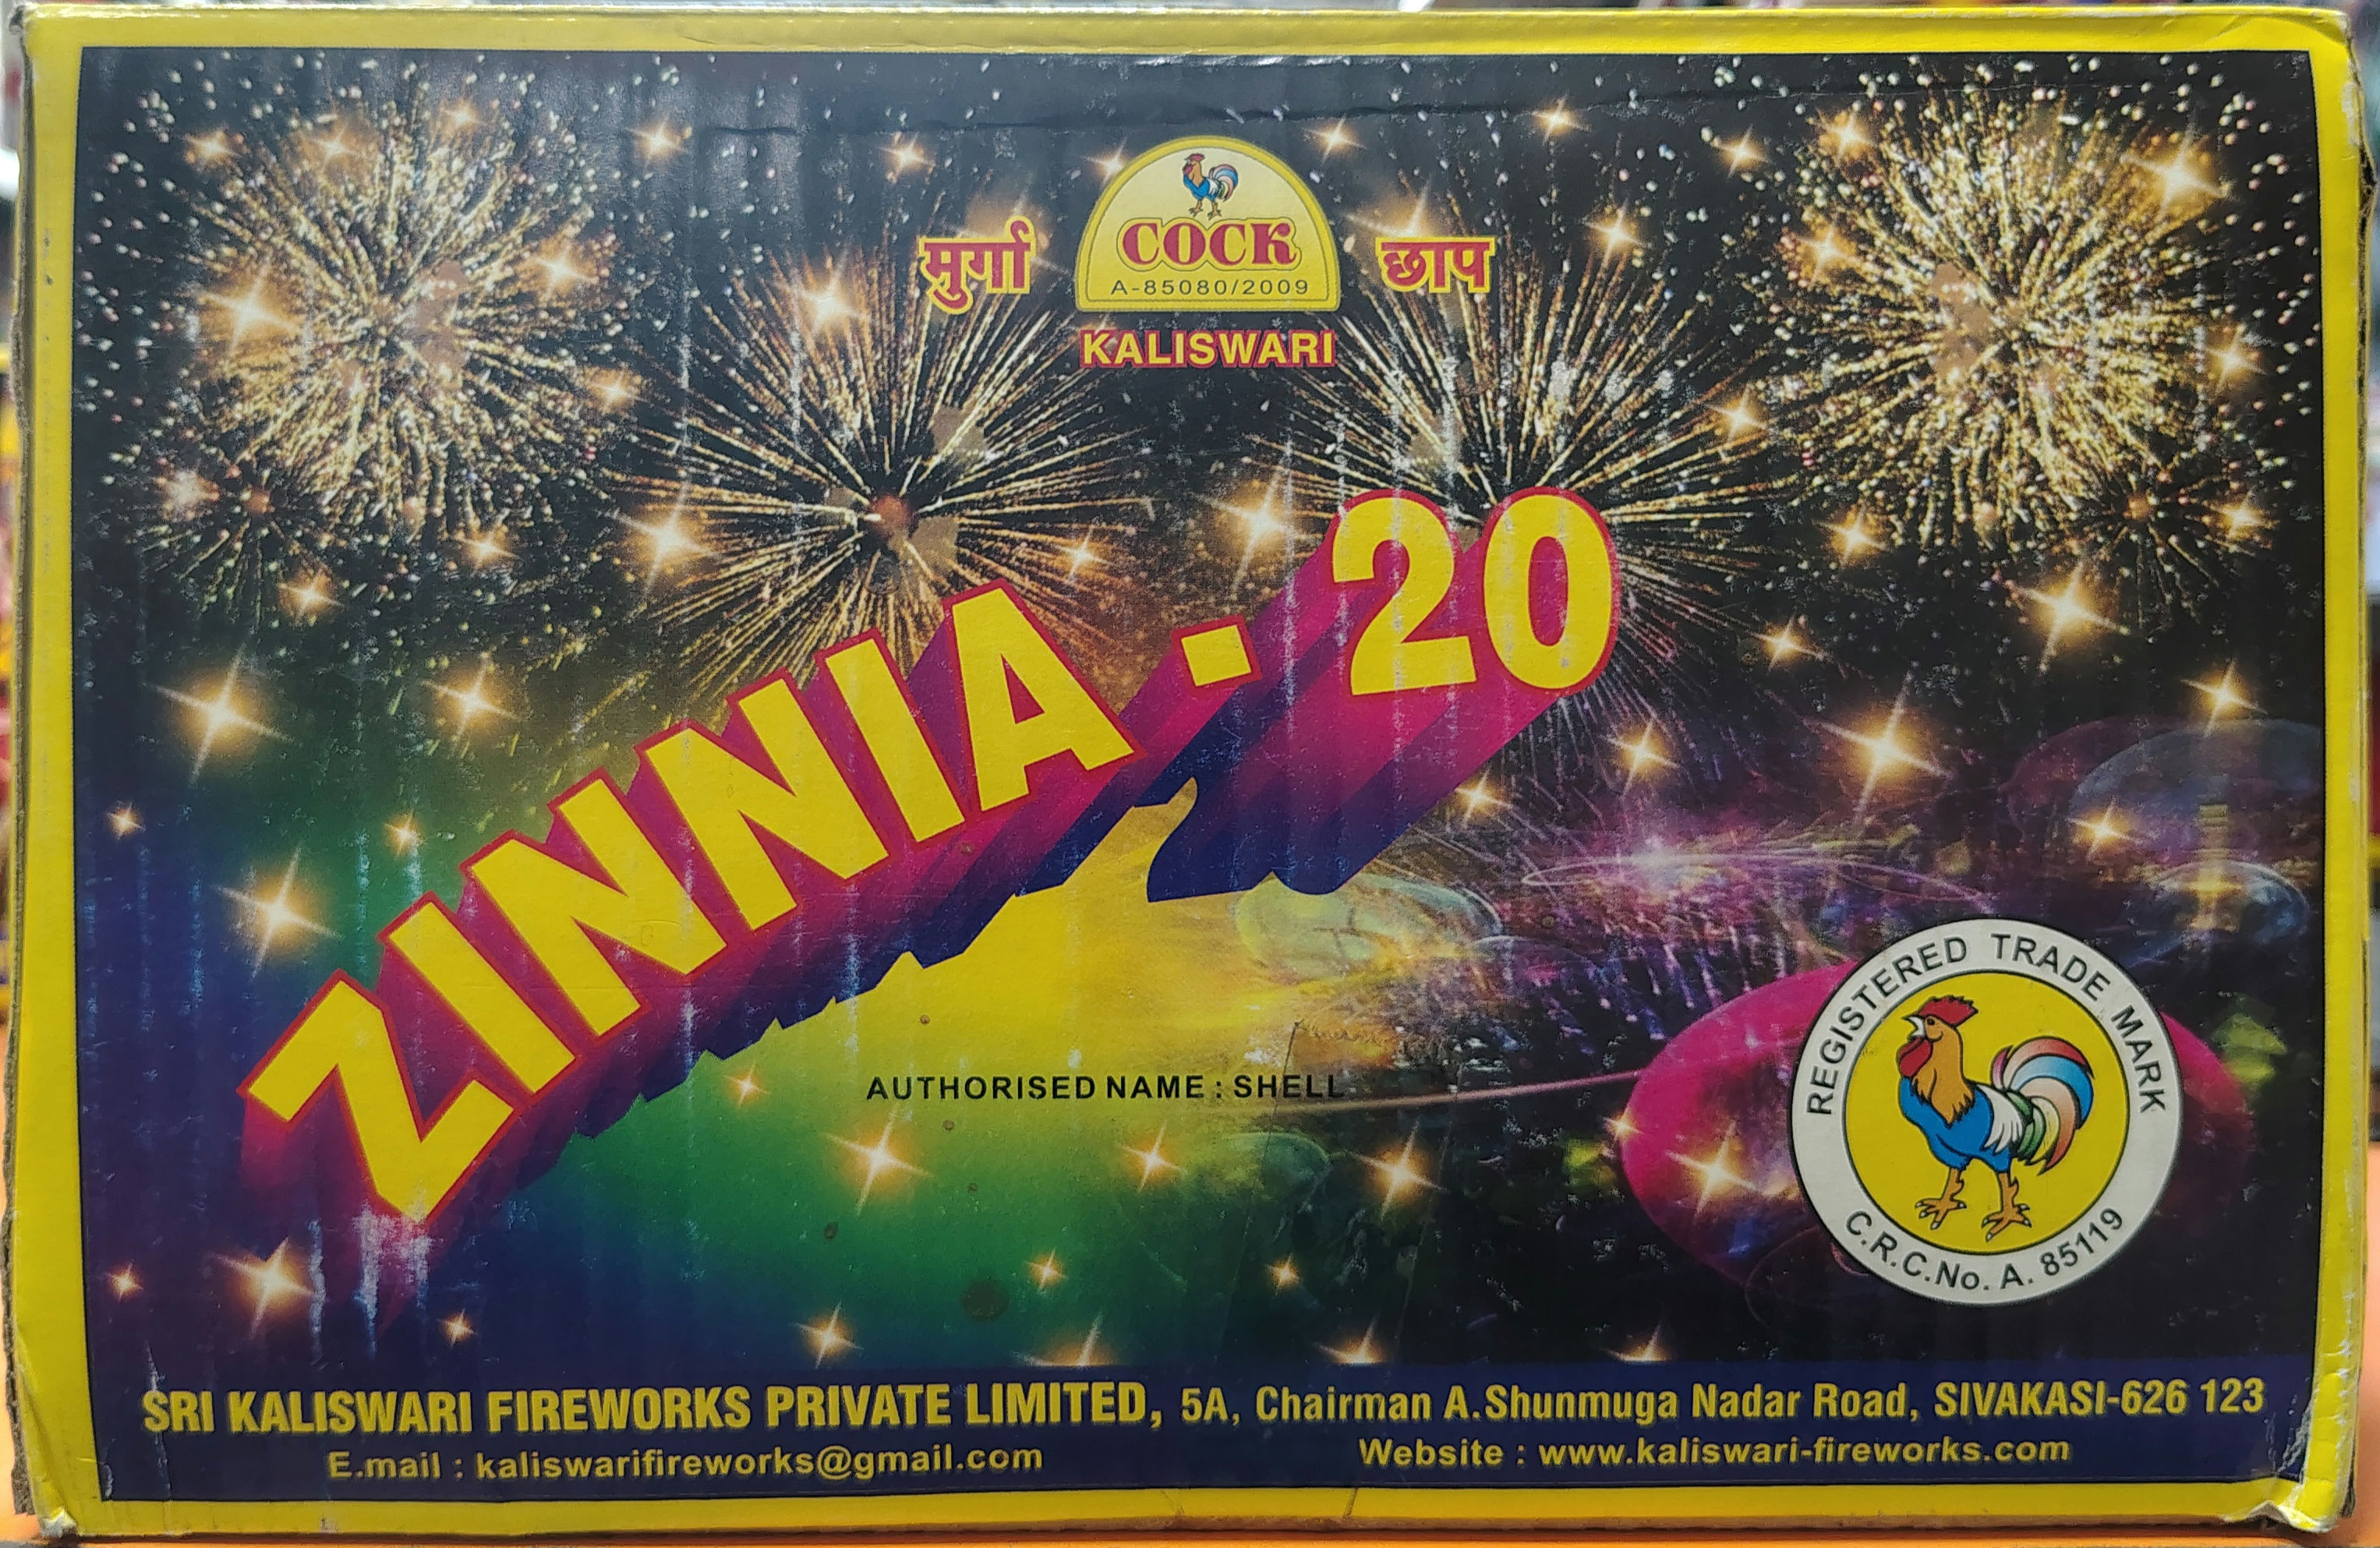 COCK
A-85080/2009
मुर्गा छाप
KALISWARI
ZINNIA - 20
AUTHORISED NAME : SHELL
REGISTERED TRADE MARK
C.R.C.No. A. 85119
SRI KALISWARI FIREWORKS PRIVATE LIMITED, 5A, Chairman A.Shunmuga Nadar Road, SIVAKASI-626 123
E.mail : kaliswarifireworks@gmail.com Website : www.kaliswari-fireworks.com